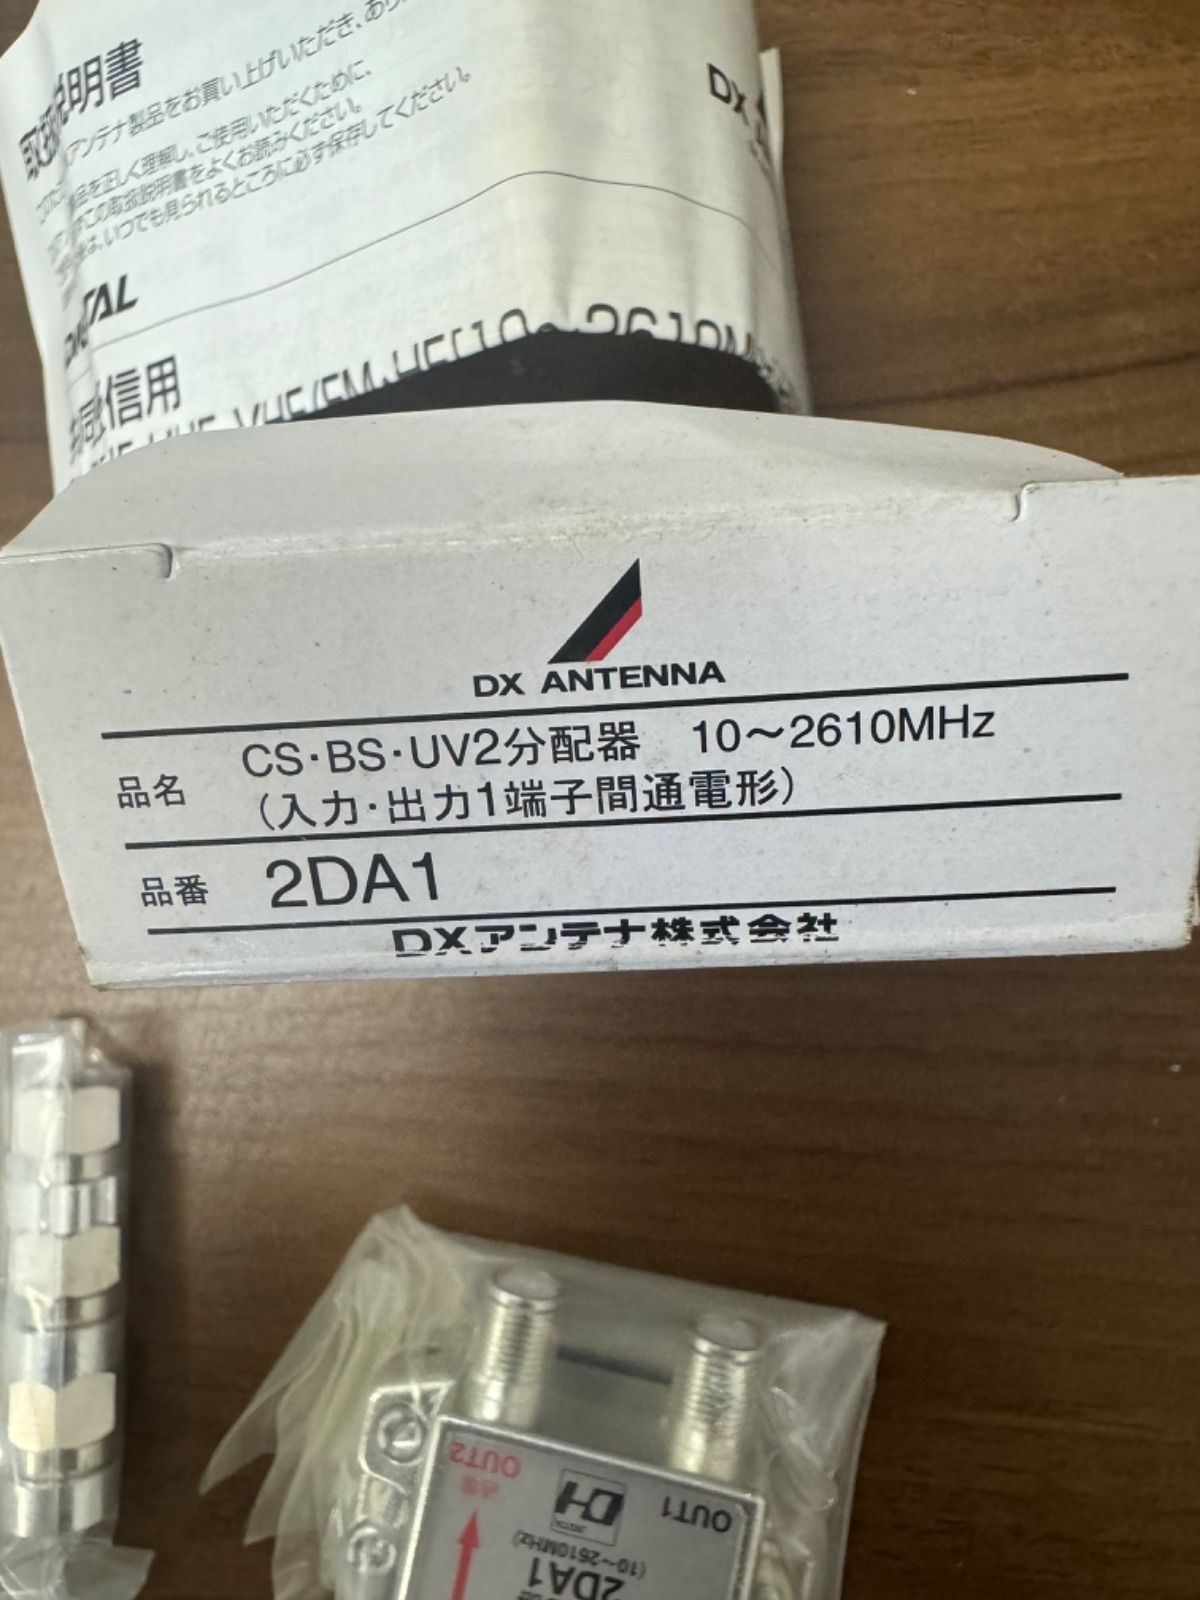 取扱説明書
アンテナ製品をお買い上げいただき、あり
品を正しく理解し、ご使用いただくために、
この取扱説明書をよくお読みください。
は、いつでも見られるところに必ず保存してください。
DX
信用
DX ANTENNA
品名 CS・BS・UV2分配器 10～2610MHz
（入力・出力1端子間通電形）
品番 2DA1
DXアンテナ株式会社
OUT2
通電
OUT1
DH
(10～2610MHz)
2DA1